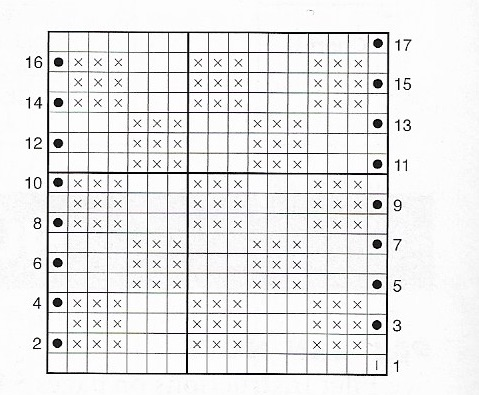 17
16 × × × × × × × × ×
× × × × × × × × × 15
14 × × × × × × × × ×
× × × × × × 13
12 × × × × × ×
× × × × × × 11
10 × × × × × × × × ×
× × × × × × × × × 9
8 × × × × × × × × ×
× × × × × × 7
6 × × × × × ×
× × × × × × 5
4 × × × × × × × × ×
× × × × × × × × × 3
2 × × × × × × × × ×
I 1